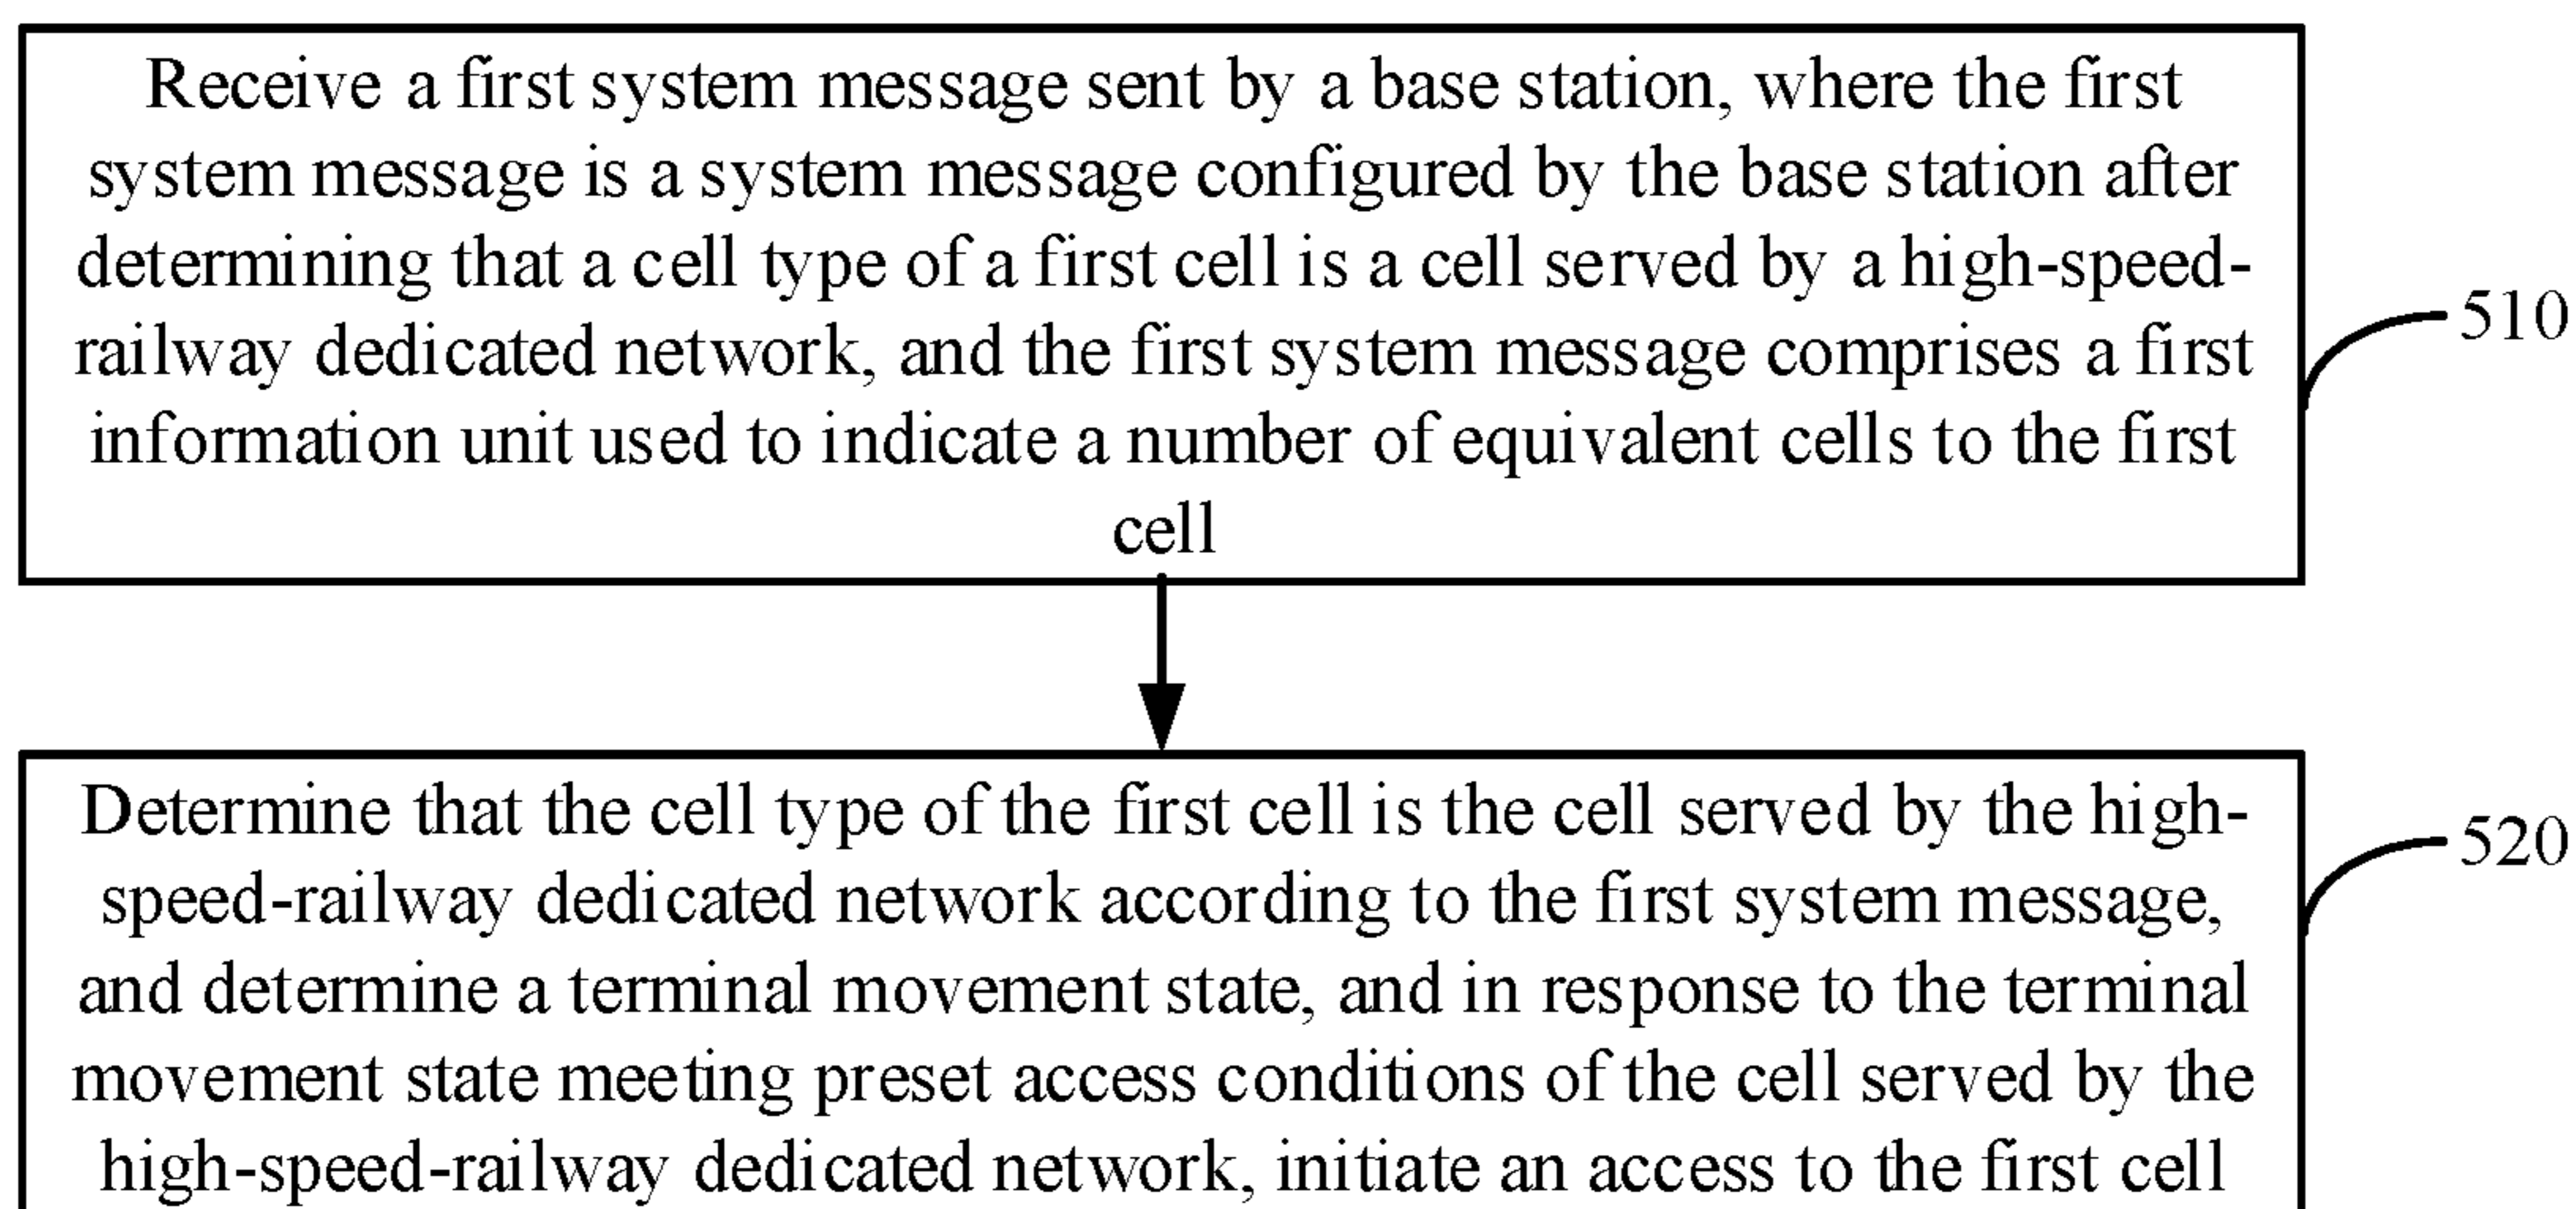 Receive a first system message sent by a base station, where the first
system message is a system message configured by the base station after
determining that a cell type of a first cell is a cell served by a high-speed-
railway dedicated network, and the first system message comprises a first
information unit used to indicate a number of equivalent cells to the first
cell
510
Determine that the cell type of the first cell is the cell served by the high-
speed-railway dedicated network according to the first system message,
and determine a terminal movement state, and in response to the terminal
movement state meeting preset access conditions of the cell served by the
high-speed-railway dedicated network, initiate an access to the first cell
520